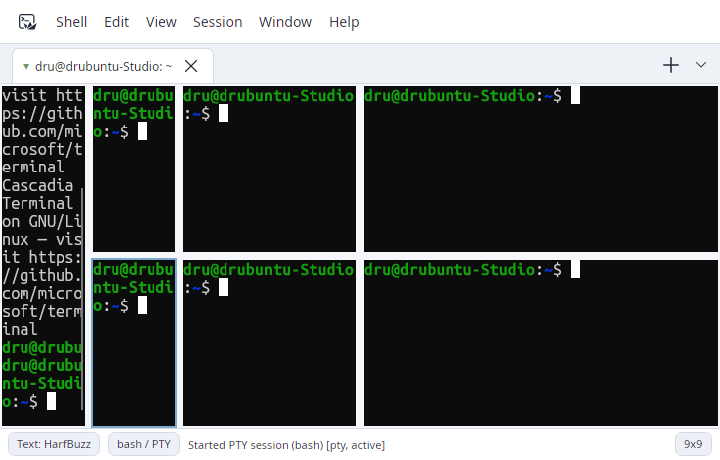 Shell Edit View Session Window Help
▾ dru@drubuntu-Studio: ~
visit htt
ps://gith
ub.com/mi
crosoft/t
erminal
Cascadia
Terminal
on GNU/Li
nux — vis
it https:
//github.
com/micro
soft/term
inal
dru@drubu
dru@drubu
ntu-Studi
o:~$
dru@drubu
ntu-Studi
o:~$
dru@drubuntu-Studio
:~$
dru@drubuntu-Studio:~$
dru@drubu
ntu-Studi
o:~$
dru@drubuntu-Studio
:~$
dru@drubuntu-Studio:~$
Text: HarfBuzz bash / PTY Started PTY session (bash) [pty, active] 9x9